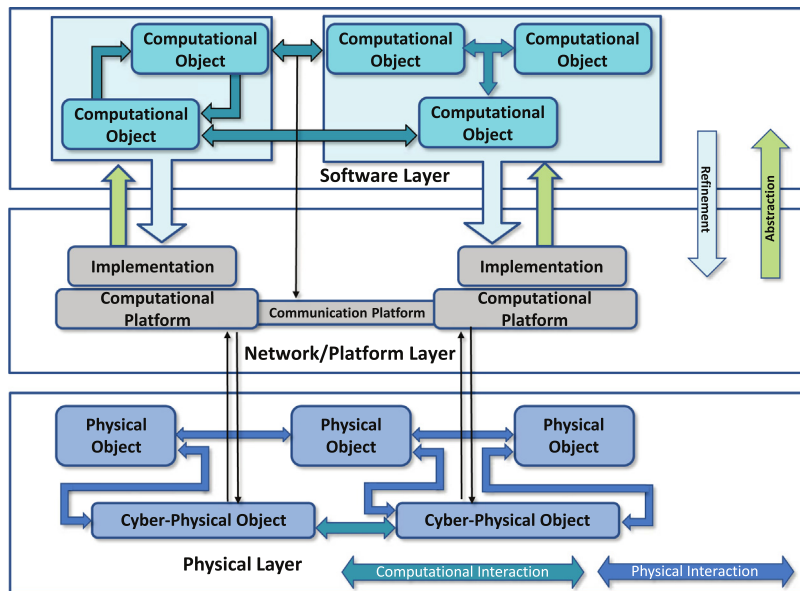 Computational
Object
Computational
Object
Computational
Object
Computational
Object
Computational
Object
Software Layer
Refinement
Abstraction
Implementation
Implementation
Computational
Platform
Communication Platform
Computational
Platform
Network/Platform Layer
Physical
Object
Physical
Object
Physical
Object
Cyber-Physical Object
Cyber-Physical Object
Physical Layer
Computational Interaction
Physical Interaction